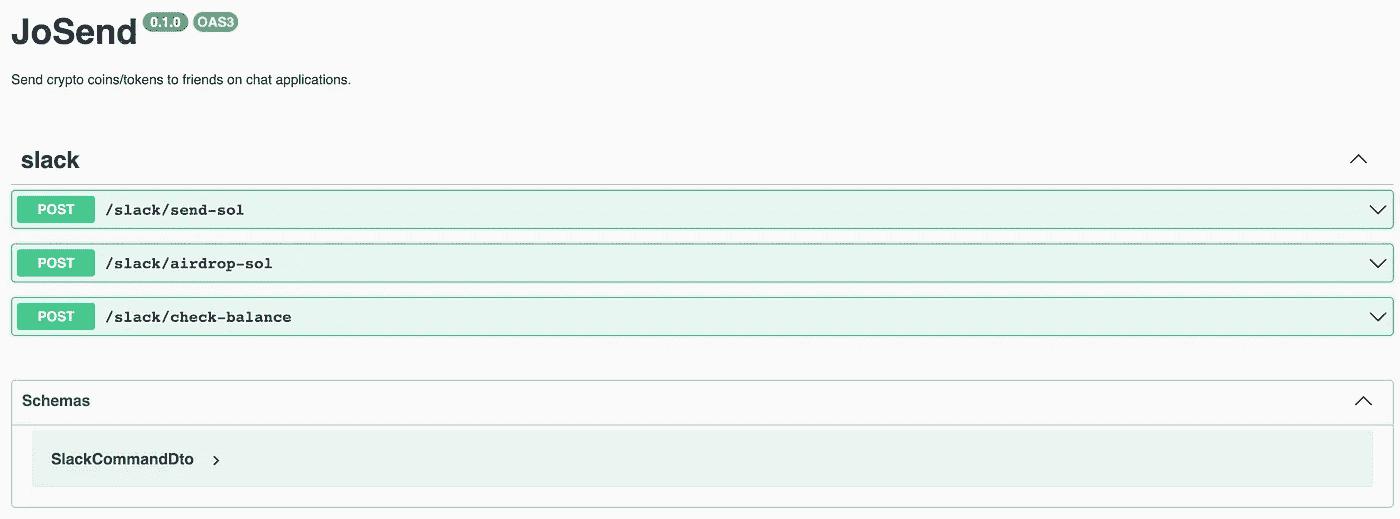 JoSend 0.1.0 OAS3
Send crypto coins/tokens to friends on chat applications.
slack
POST /slack/send-sol
POST /slack/airdrop-sol
POST /slack/check-balance
Schemas
SlackCommandDto